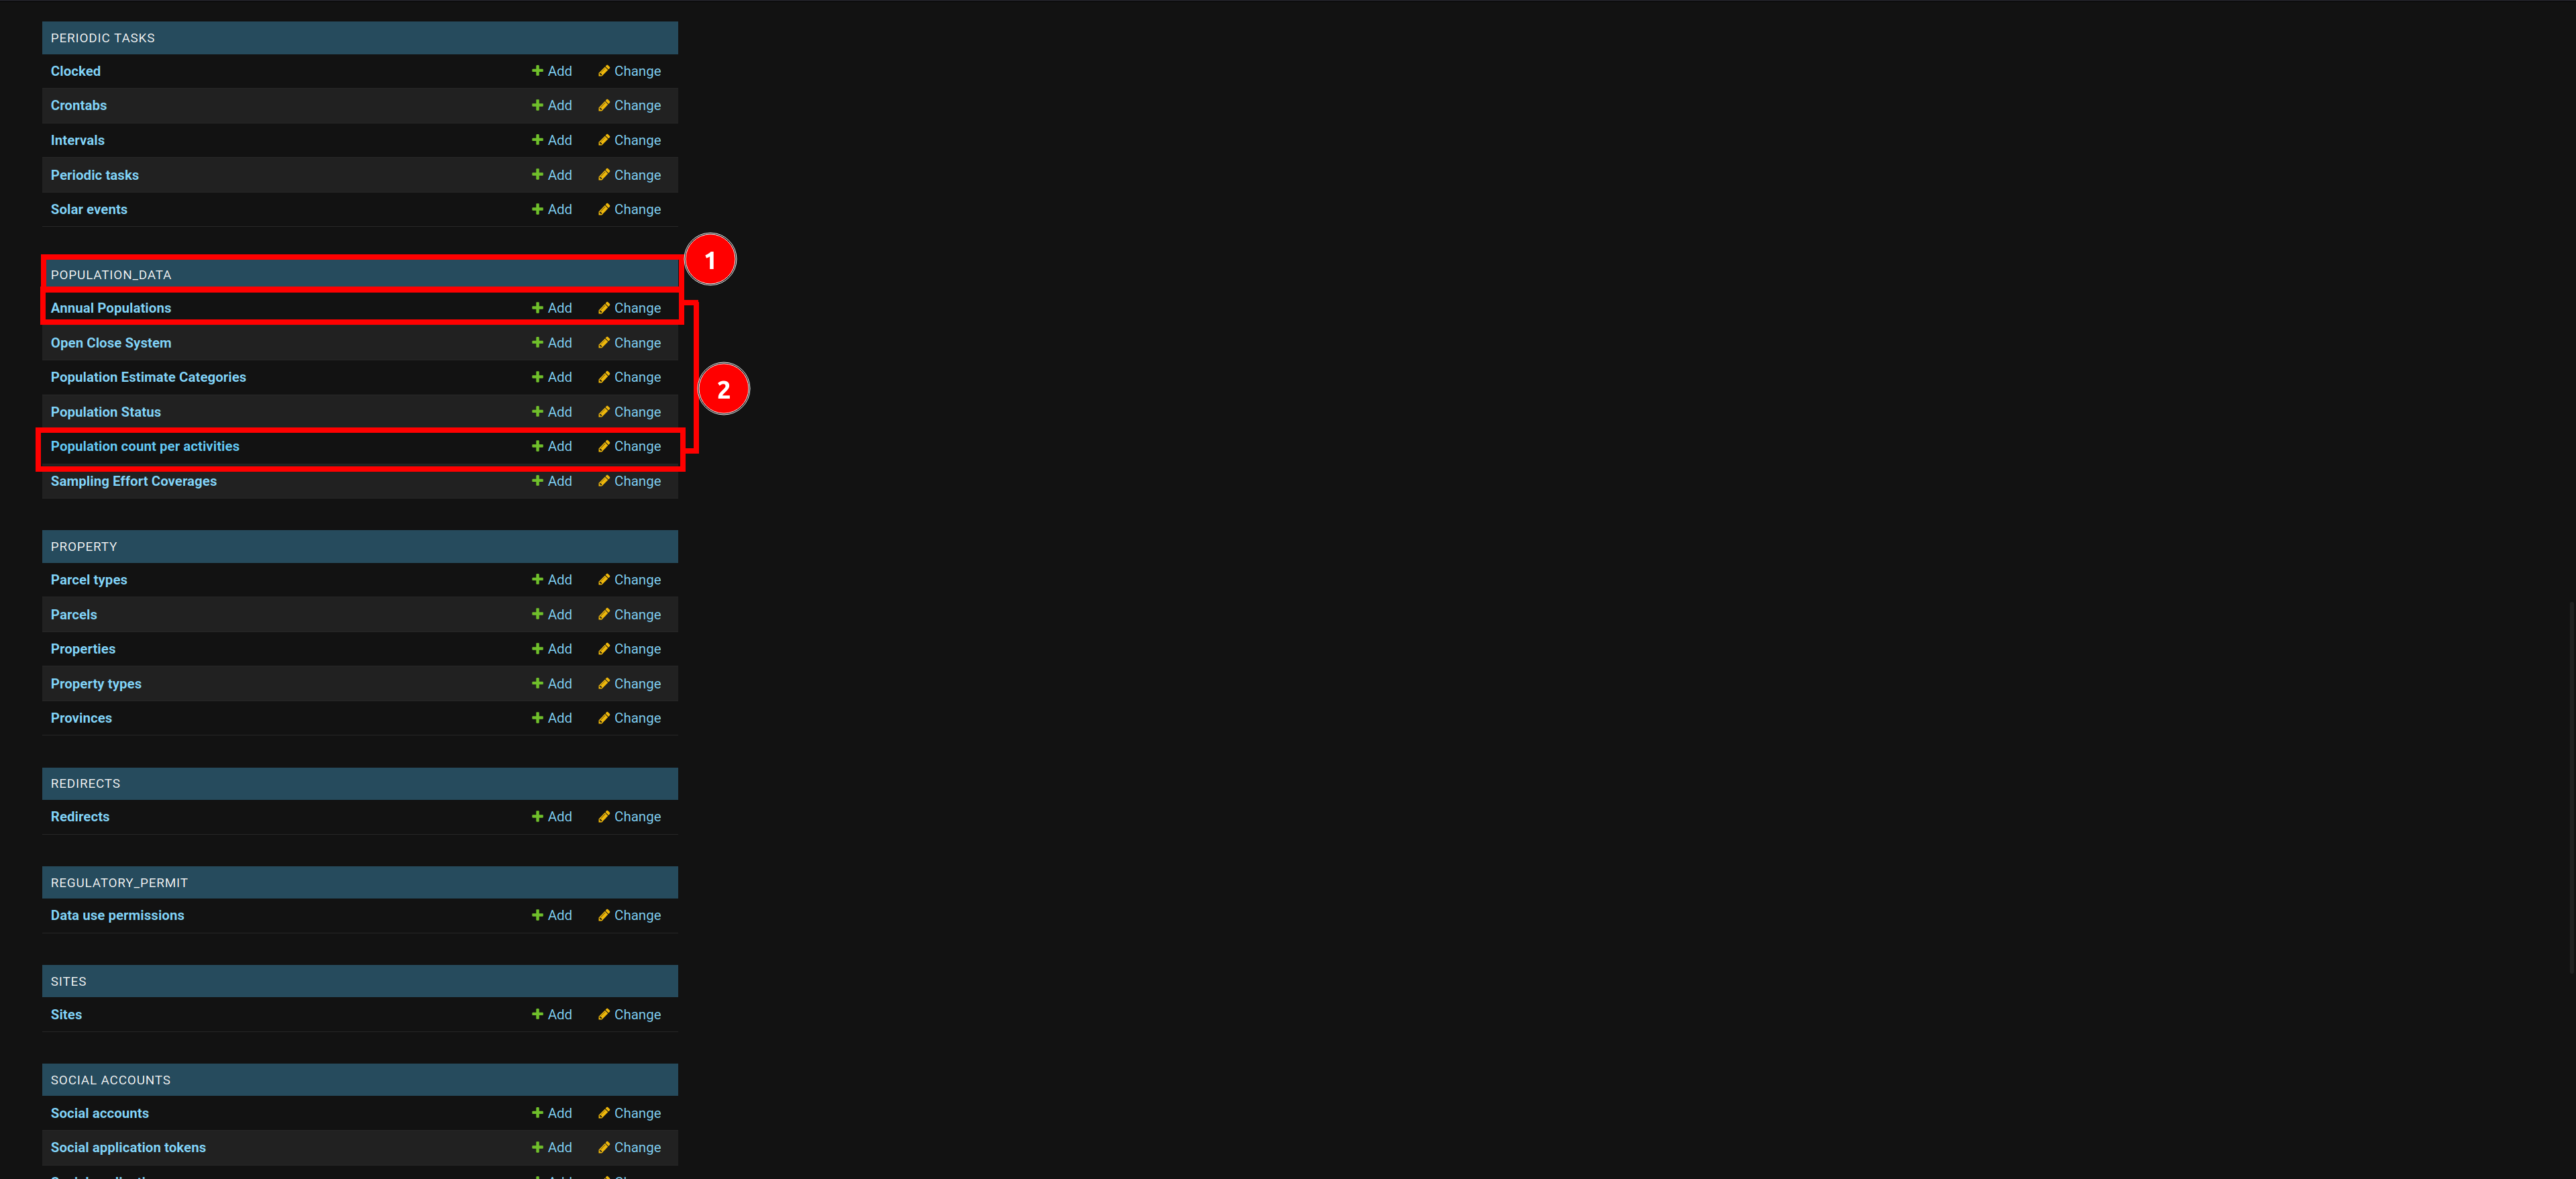 PERIODIC TASKS
Clocked Add Change
Crontabs Add Change
Intervals Add Change
Periodic tasks Add Change
Solar events Add Change
1
POPULATION_DATA
Annual Populations Add Change
Open Close System Add Change
Population Estimate Categories Add Change
2
Population Status Add Change
Population count per activities Add Change
Sampling Effort Coverages Add Change
PROPERTY
Parcel types Add Change
Parcels Add Change
Properties Add Change
Property types Add Change
Provinces Add Change
REDIRECTS
Redirects Add Change
REGULATORY_PERMIT
Data use permissions Add Change
SITES
Sites Add Change
SOCIAL ACCOUNTS
Social accounts Add Change
Social application tokens Add Change